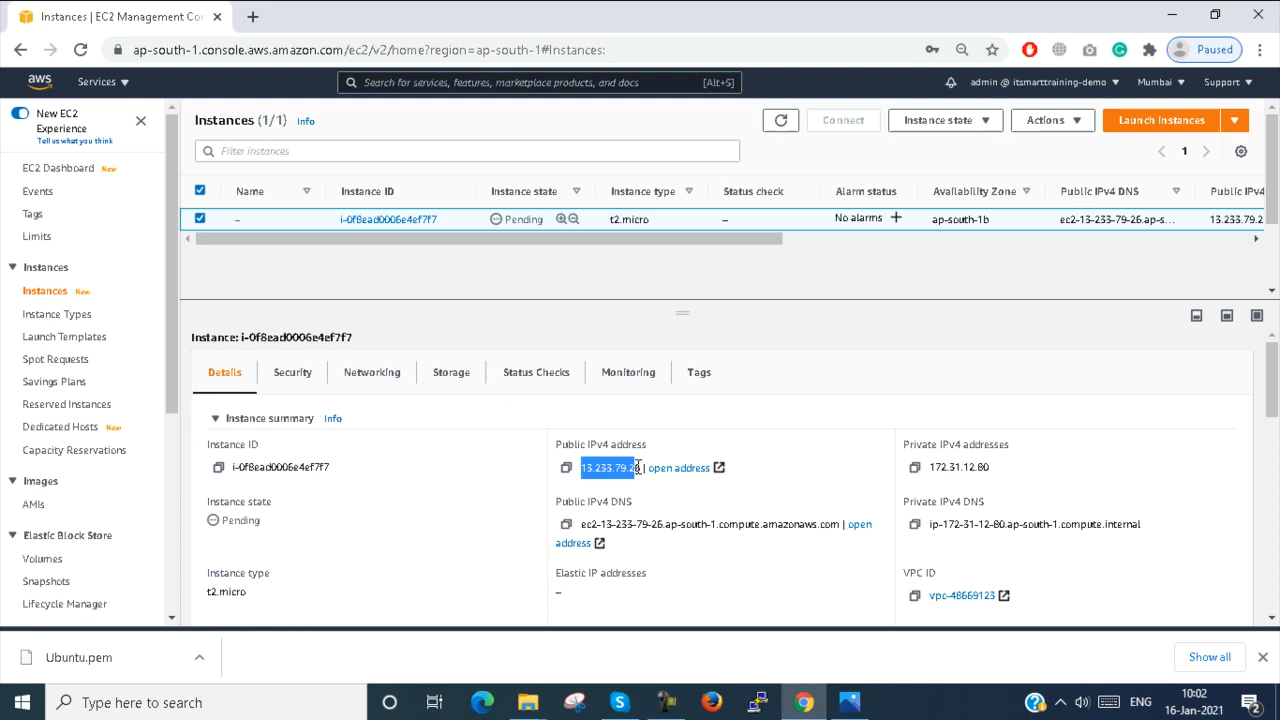 Instances | EC2 Management Con
ap-south-1.console.aws.amazon.com/ec2/v2/home?region=ap-south-1#Instances:
Paused
aws
Services
Search for services, features, marketplace products, and docs
[Alt+S]
admin @ itsmarttraining-demo
Mumbai
Support
New EC2
Experience
Tell us what you think
EC2 Dashboard New
Events
Tags
Limits
Instances
Instances New
Instance Types
Launch Templates
Spot Requests
Savings Plans
Reserved Instances
Dedicated Hosts New
Capacity Reservations
Images
AMIs
Elastic Block Store
Volumes
Snapshots
Lifecycle Manager
Instances (1/1) Info
Connect
Instance state
Actions
Launch instances
Filter instances
1
Name Instance ID Instance state Instance type Status check Alarm status Availability Zone Public IPv4 DNS Public IPv4
– i-0f8ead0006e4ef7f7 Pending t2.micro – No alarms + ap-south-1b ec2-13-233-79-26.ap-s... 13.233.79.2
Instance: i-0f8ead0006e4ef7f7
Details Security Networking Storage Status Checks Monitoring Tags
Instance summary Info
Instance ID
i-0f8ead0006e4ef7f7
Public IPv4 address
13.233.79.26 | open address
Private IPv4 addresses
172.31.12.80
Instance state
Pending
Public IPv4 DNS
ec2-13-233-79-26.ap-south-1.compute.amazonaws.com | open
address
Private IPv4 DNS
ip-172-31-12-80.ap-south-1.compute.internal
Instance type
t2.micro
Elastic IP addresses
–
VPC ID
vpc-48669123
Ubuntu.pem
Show all
Type here to search
ENG
10:02
16-Jan-2021
2